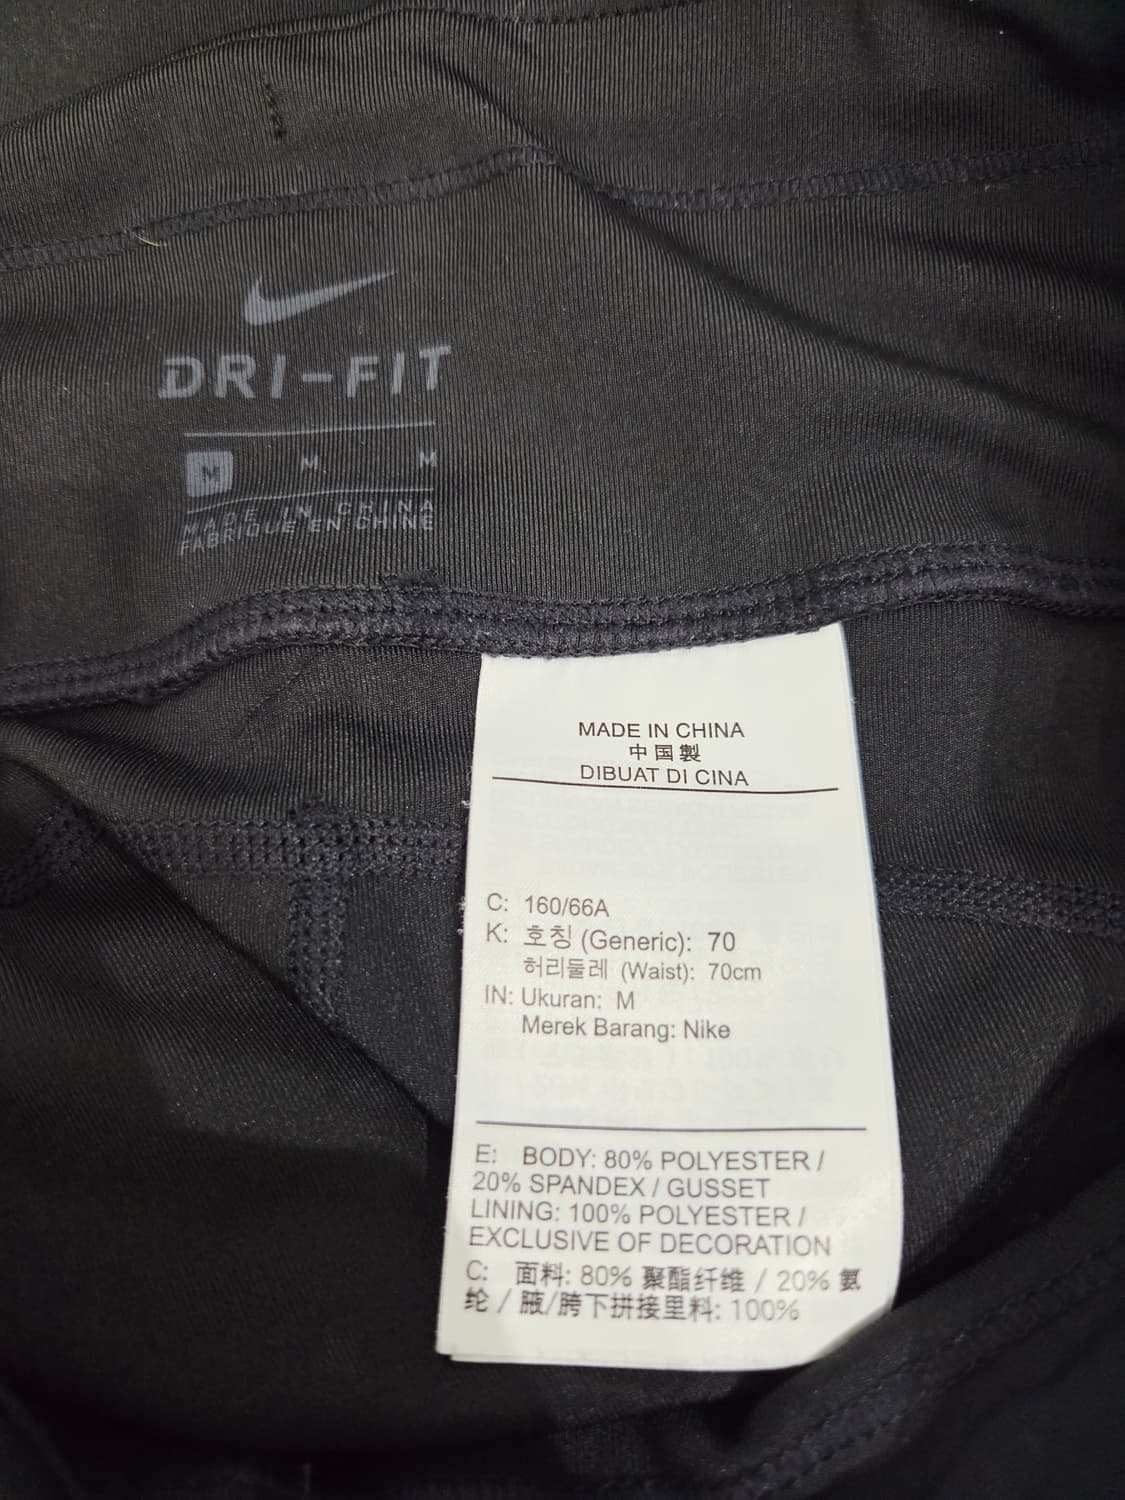 DRI-FIT
M M M
MADE IN CHINA
FABRIQUÉ EN CHINE
MADE IN CHINA
中国製
DIBUAT DI CINA
C: 160/66A
K: 호칭 (Generic): 70
허리둘레 (Waist): 70cm
IN: Ukuran: M
Merek Barang: Nike
E: BODY: 80% POLYESTER /
20% SPANDEX / GUSSET
LINING: 100% POLYESTER /
EXCLUSIVE OF DECORATION
C: 面料: 80% 聚酯纤维 / 20% 氨
纶 / 腋/胯下拼接里料: 100%